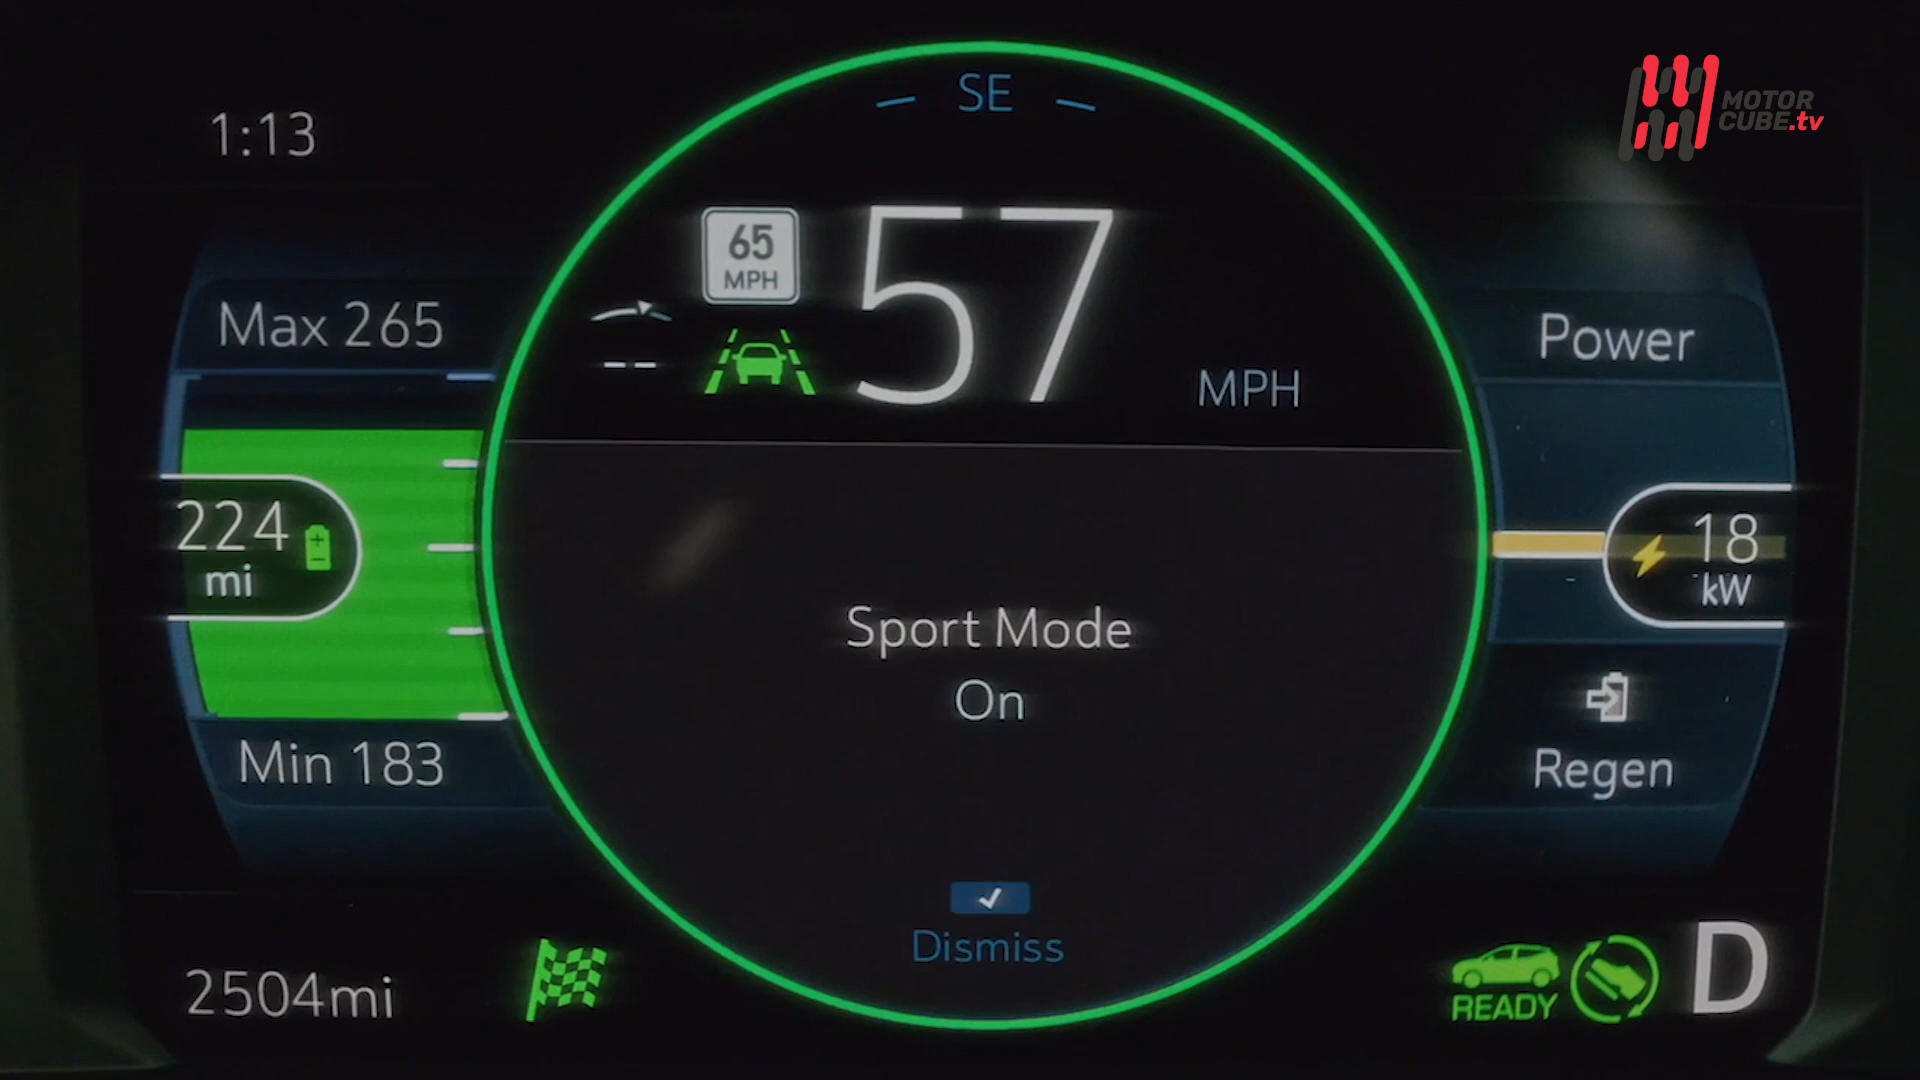 SE
1:13
MOTOR
CUBE.tv
65
MPH
57
MPH
Max 265
Power
224
mi
18
kW
Sport Mode
On
Min 183
Regen
Dismiss
2504mi
READY
D